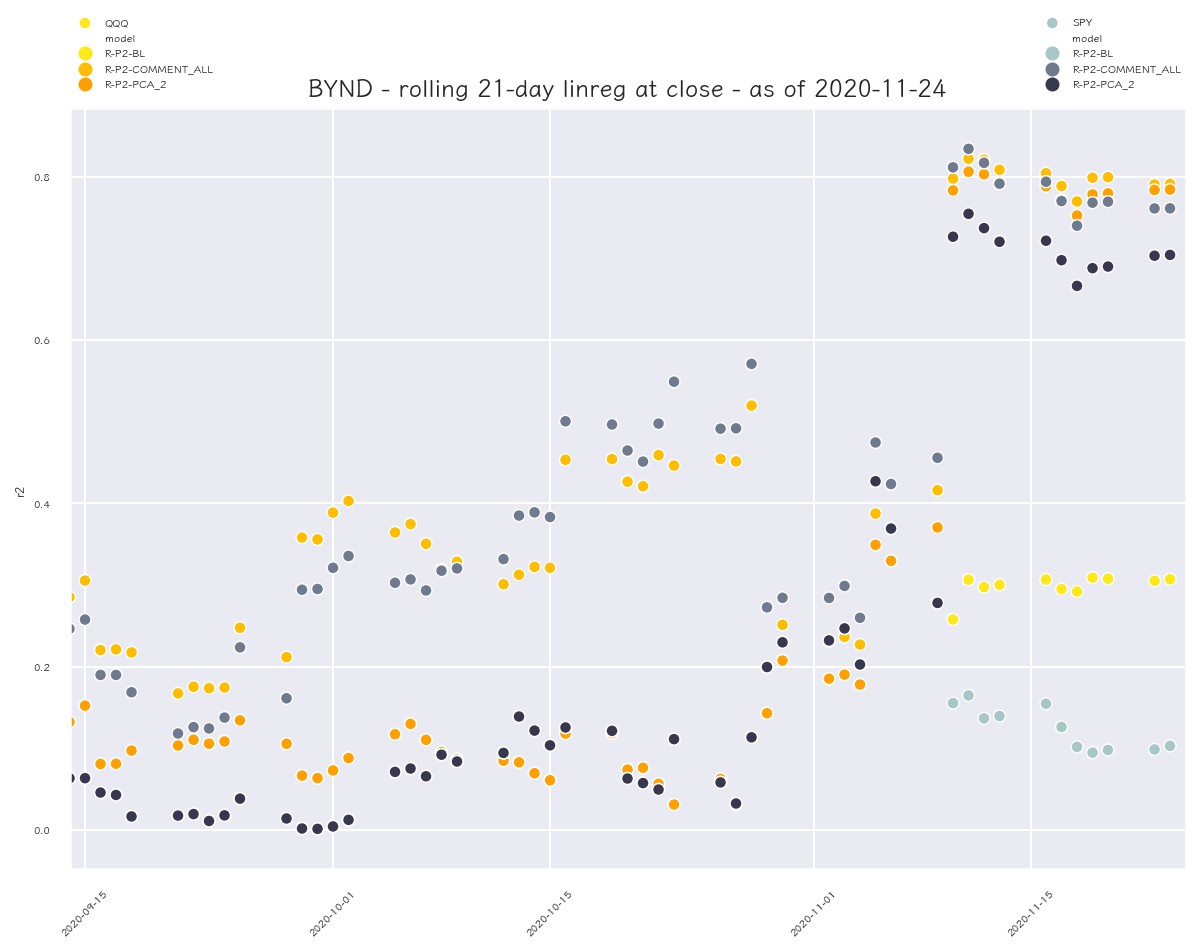 QQQ
model
R-P2-BL
R-P2-COMMENT_ALL
R-P2-PCA_2
SPY
model
R-P2-BL
R-P2-COMMENT_ALL
R-P2-PCA_2
BYND - rolling 21-day linreg at close - as of 2020-11-24
0.8
0.6
0.4
0.2
0.0
r2
2020-09-15
2020-10-01
2020-10-15
2020-11-01
2020-11-15